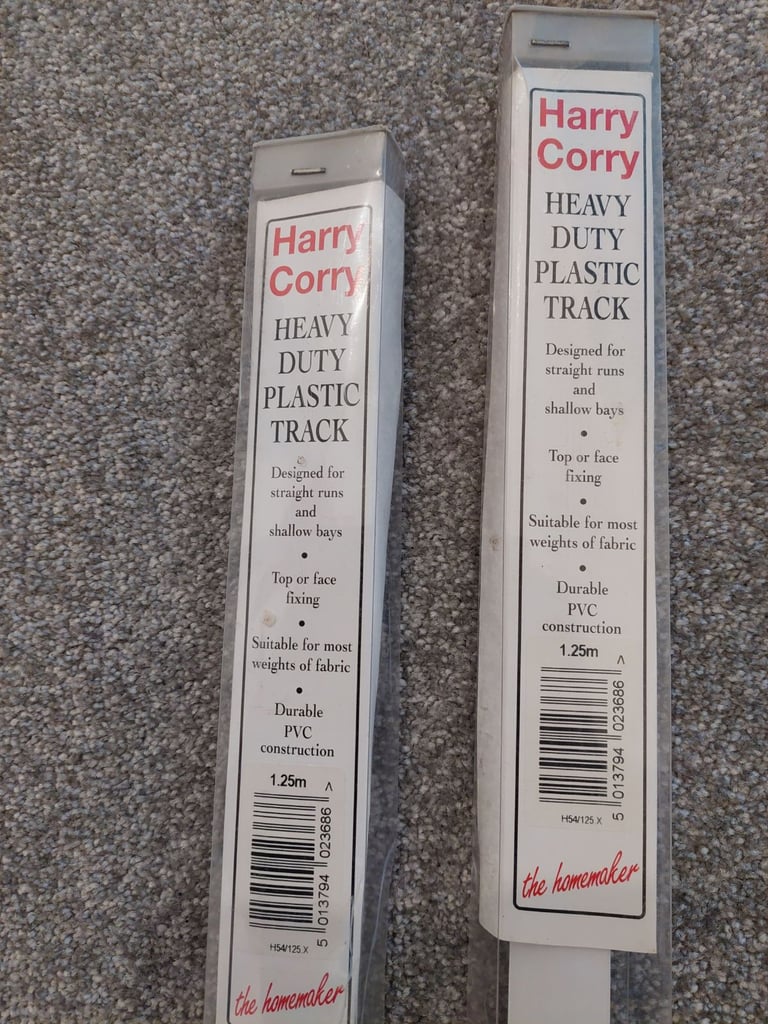 Harry
Corry
HEAVY
DUTY
PLASTIC
TRACK
Designed for
straight runs
and
shallow bays
•
Top or face
fixing
•
Suitable for most
weights of fabric
•
Durable
PVC
construction
1.25m
5 013794 023686 >
H54/125.X
the homemaker
Harry
Corry
HEAVY
DUTY
PLASTIC
TRACK
Designed for
straight runs
and
shallow bays
•
Top or face
fixing
•
Suitable for most
weights of fabric
•
Durable
PVC
construction
1.25m
5 013794 023686 >
H54/125.X
the homemaker